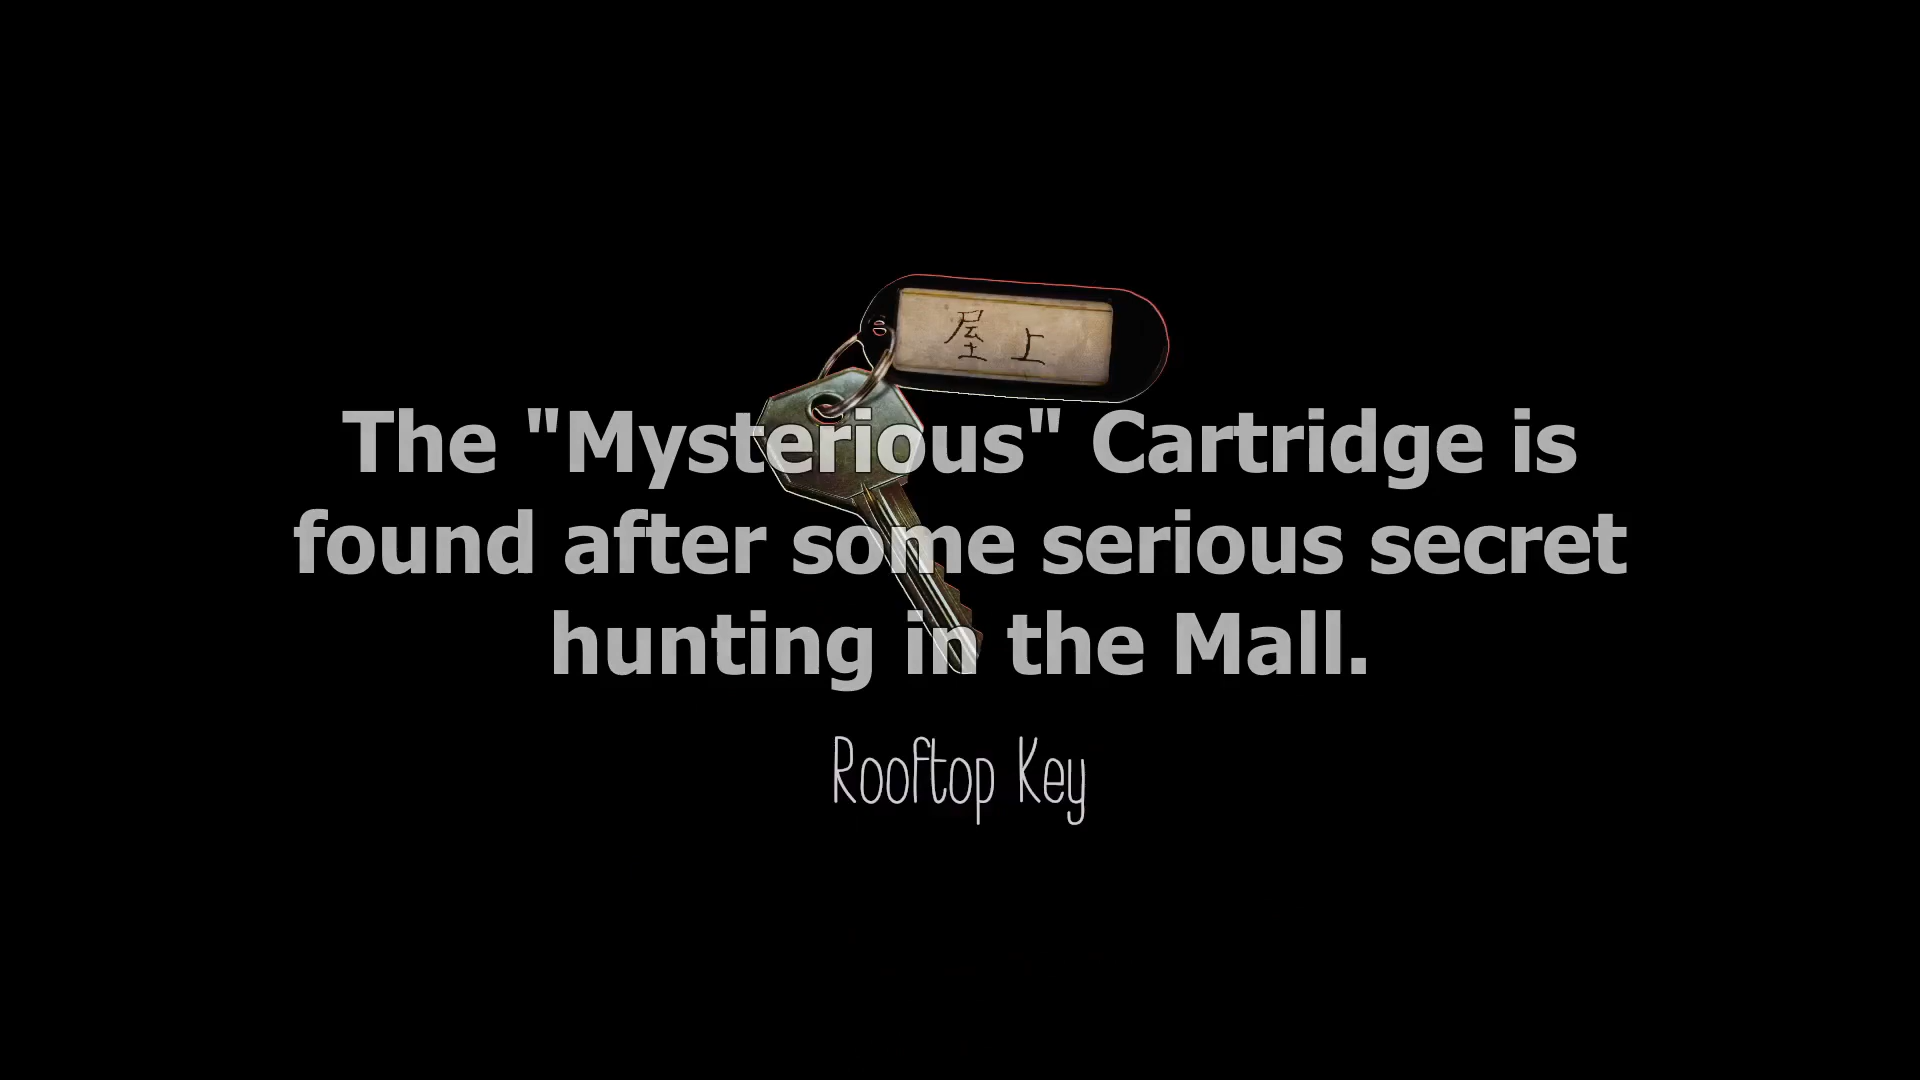 屋上
The "Mysterious" Cartridge is
found after some serious secret
hunting in the Mall.
Rooftop Key